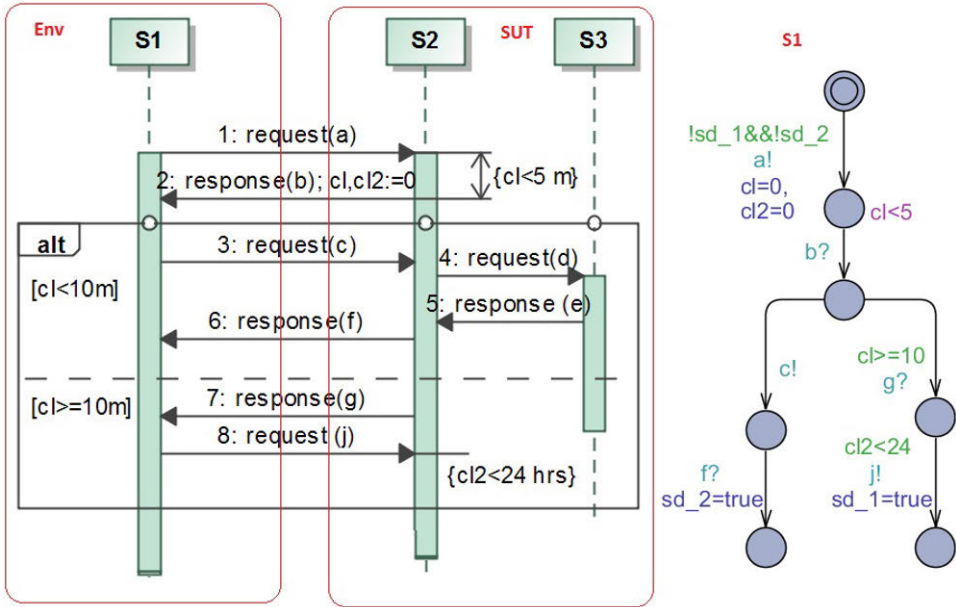 Env
SUT
S1
S1
S2
S3
1: request(a)
2: response(b); cl,cl2:=0
{cl<5 m}
alt
[cl<10m]
3: request(c)
4: request(d)
5: response (e)
6: response(f)
[cl>=10m]
7: response(g)
8: request (j)
{cl2<24 hrs}
!sd_1&&!sd_2
a!
cl=0,
cl2=0
cl<5
b?
c!
cl>=10
g?
f?
sd_2=true
cl2<24
j!
sd_1=true